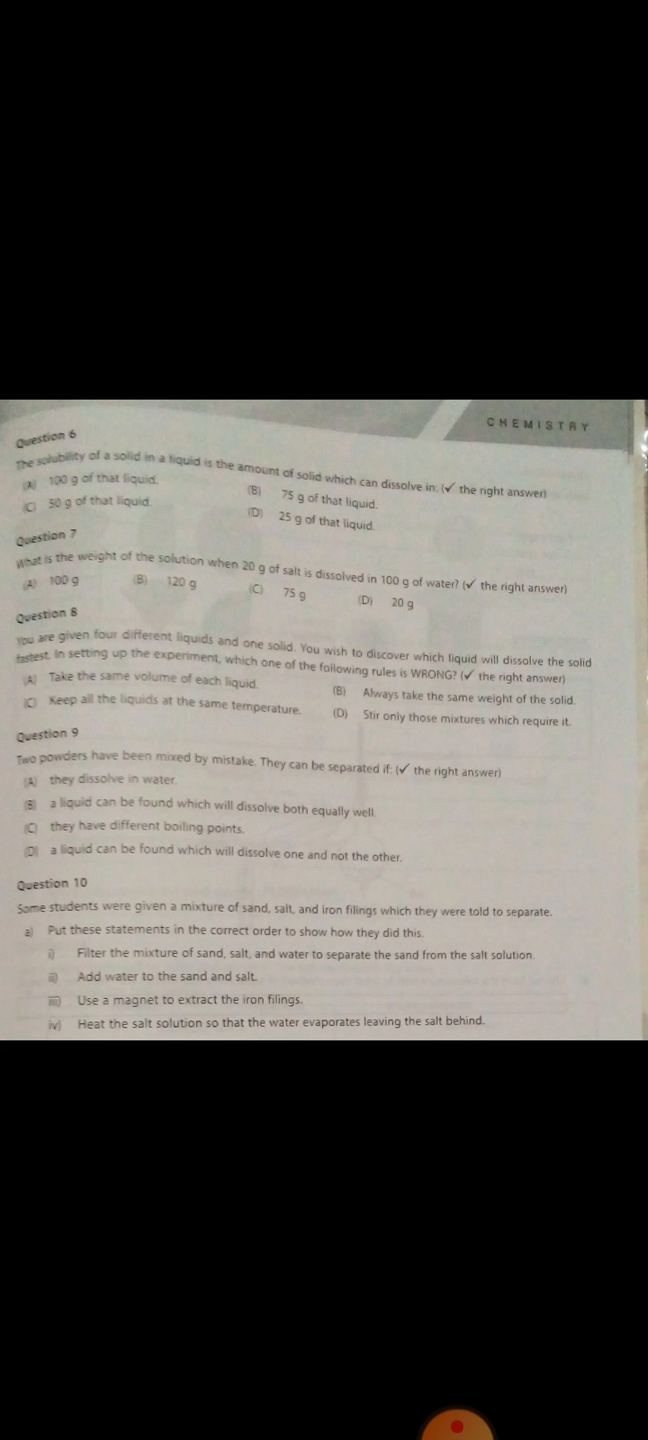 CHEMISTRY
Question 6
The solubility of a solid in a liquid is the amount of solid which can dissolve in: (✓ the right answer)
(A) 100 g of that liquid. (B) 75 g of that liquid.
(C) 50 g of that liquid. (D) 25 g of that liquid.
Question 7
What is the weight of the solution when 20 g of salt is dissolved in 100 g of water? (✓ the right answer)
(A) 100 g (B) 120 g (C) 75 g (D) 20 g
Question 8
You are given four different liquids and one solid. You wish to discover which liquid will dissolve the solid
fastest. In setting up the experiment, which one of the following rules is WRONG? (✓ the right answer)
(A) Take the same volume of each liquid. (B) Always take the same weight of the solid.
(C) Keep all the liquids at the same temperature. (D) Stir only those mixtures which require it.
Question 9
Two powders have been mixed by mistake. They can be separated if: (✓ the right answer)
(A) they dissolve in water.
(B) a liquid can be found which will dissolve both equally well.
(C) they have different boiling points.
(D) a liquid can be found which will dissolve one and not the other.
Question 10
Some students were given a mixture of sand, salt, and iron filings which they were told to separate.
a) Put these statements in the correct order to show how they did this.
i) Filter the mixture of sand, salt, and water to separate the sand from the salt solution.
ii) Add water to the sand and salt.
iii) Use a magnet to extract the iron filings.
iv) Heat the salt solution so that the water evaporates leaving the salt behind.